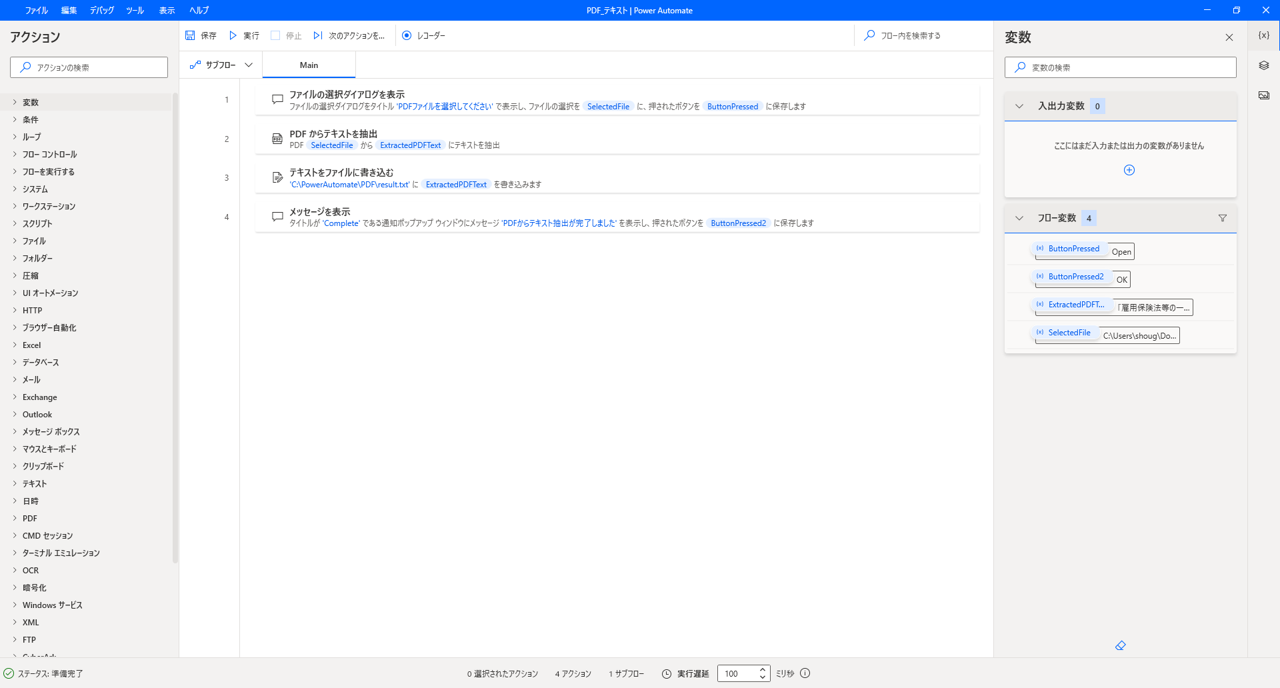 ファイル 編集 デバッグ ツール 表示 ヘルプ
PDF_テキスト | Power Automate
アクション
アクションの検索
変数
条件
ループ
フロー コントロール
フローを実行する
システム
ワークステーション
スクリプト
ファイル
フォルダー
圧縮
UI オートメーション
HTTP
ブラウザー自動化
Excel
データベース
メール
Exchange
Outlook
メッセージ ボックス
マウスとキーボード
クリップボード
テキスト
日時
PDF
CMD セッション
ターミナル エミュレーション
OCR
暗号化
Windows サービス
XML
FTP
保存 実行 停止 次のアクションを... レコーダー
フロー内を検索する
サブフロー Main
1 ファイルの選択ダイアログを表示
ファイルの選択ダイアログをタイトル 'PDFファイルを選択してください' で表示し、ファイルの選択を SelectedFile に、押されたボタンを ButtonPressed に保存します
2 PDF からテキストを抽出
PDF SelectedFile から ExtractedPDFText にテキストを抽出
3 テキストをファイルに書き込む
'C:\PowerAutomate\PDF\result.txt' に ExtractedPDFText を書き込みます
4 メッセージを表示
タイトルが 'Complete' である通知ポップアップ ウィンドウにメッセージ 'PDFからテキスト抽出が完了しました' を表示し、押されたボタンを ButtonPressed2 に保存します
変数
{x}
変数の検索
入出力変数 0
ここにはまだ入力または出力の変数がありません
フロー変数 4
(x) ButtonPressed Open
(x) ButtonPressed2 OK
(x) ExtractedPDFT... 「雇用保険法等の一...
(x) SelectedFile C:\Users\shoug\Do...
ステータス: 準備完了
0 選択されたアクション 4 アクション 1 サブフロー 実行遅延 100 ミリ秒